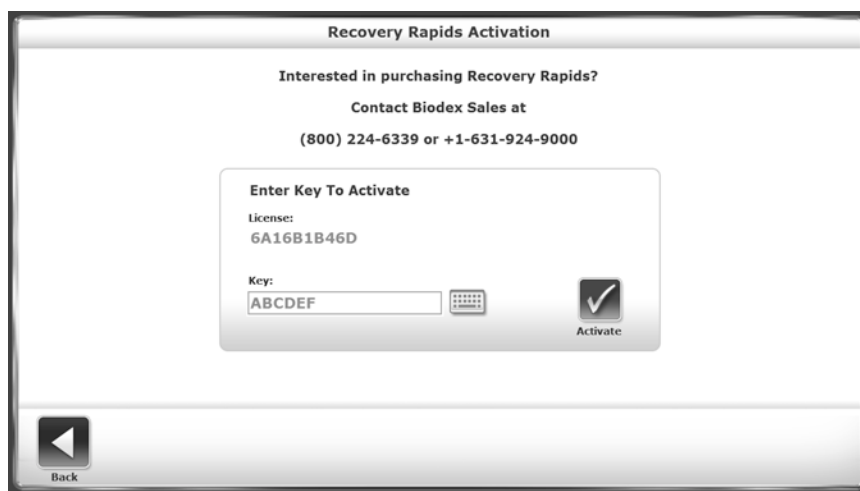 Recovery Rapids Activation
Interested in purchasing Recovery Rapids?
Contact Biodex Sales at
(800) 224-6339 or +1-631-924-9000
Enter Key To Activate
License:
6A16B1B46D
Key:
ABCDEF
Activate
Back